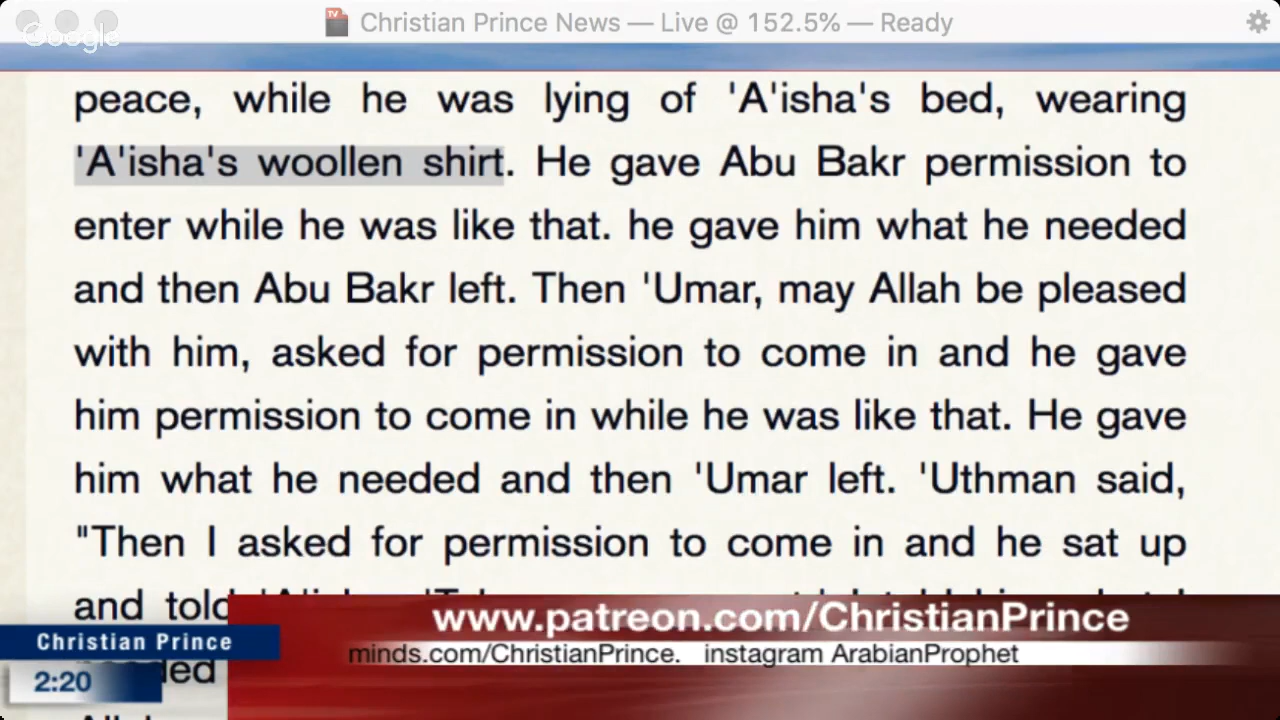 Christian Prince News — Live @ 152.5% — Ready
Google
peace, while he was lying of 'A'isha's bed, wearing
'A'isha's woollen shirt. He gave Abu Bakr permission to
enter while he was like that. he gave him what he needed
and then Abu Bakr left. Then 'Umar, may Allah be pleased
with him, asked for permission to come in and he gave
him permission to come in while he was like that. He gave
him what he needed and then 'Umar left. 'Uthman said,
"Then I asked for permission to come in and he sat up
and told
www.patreon.com/ChristianPrince
Christian Prince
minds.com/ChristianPrince. instagram ArabianProphet
2:20